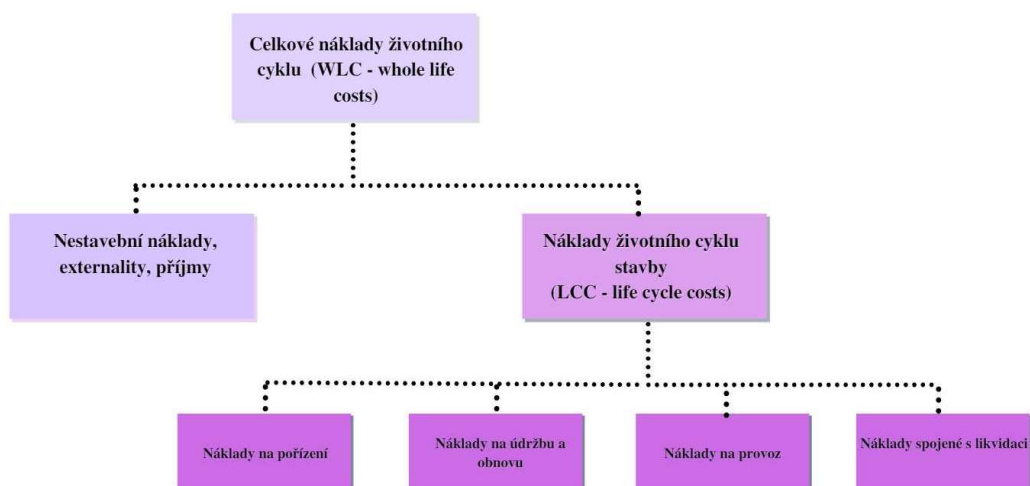 Celkové náklady životního
cyklu (WLC - whole life
costs)
Nestavební náklady,
externality, příjmy
Náklady životního cyklu
stavby
(LCC - life cycle costs)
Náklady na pořízení
Náklady na údržbu a
obnovu
Náklady na provoz
Náklady spojené s likvidaci